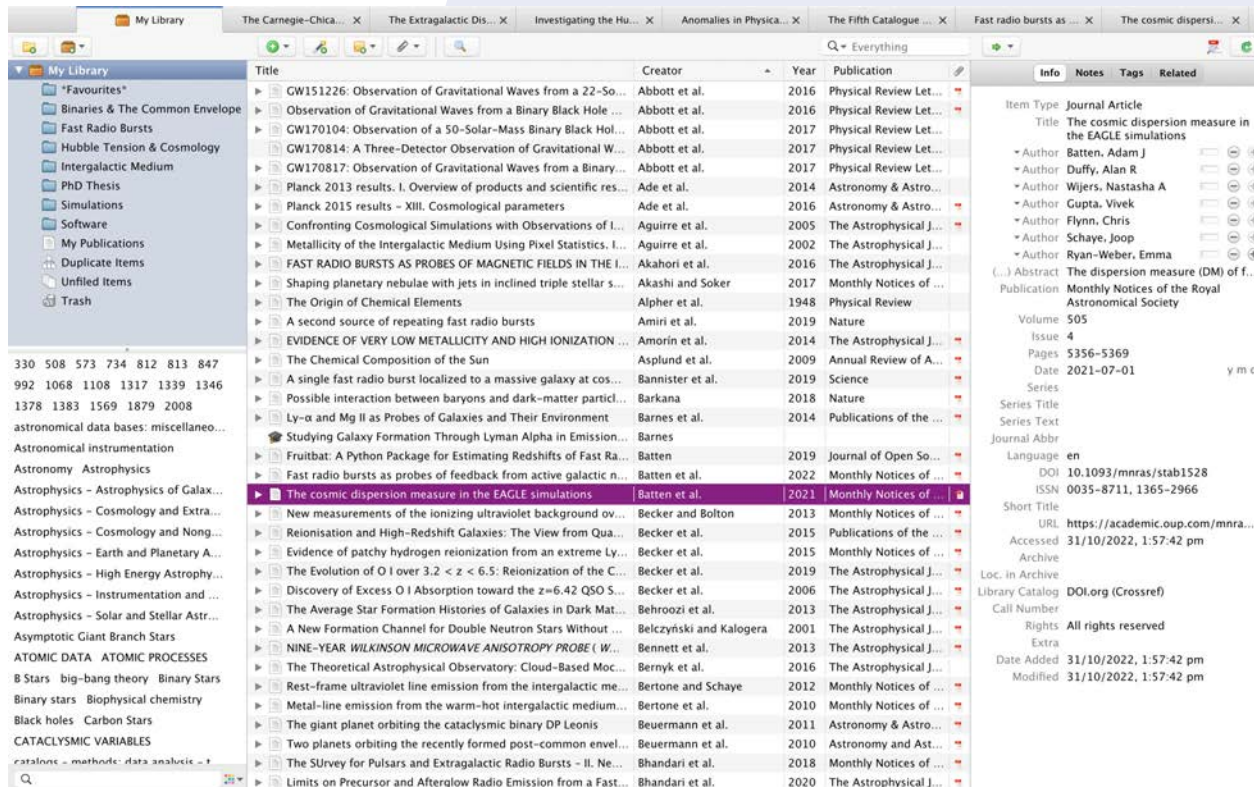 My Library
The Carnegie-Chica...
The Extragalactic Dis...
Investigating the Hu...
Anomalies in Physica...
The Fifth Catalogue ...
Fast radio bursts as ...
The cosmic dispersi...
Everything
My Library
*Favourites*
Binaries & The Common Envelope
Fast Radio Bursts
Hubble Tension & Cosmology
Intergalactic Medium
PhD Thesis
Simulations
Software
My Publications
Duplicate Items
Unfiled Items
Trash
330 508 573 734 812 813 847
992 1068 1108 1317 1339 1346
1378 1383 1569 1879 2008
astronomical data bases: miscellaneo...
Astronomical instrumentation
Astronomy Astrophysics
Astrophysics - Astrophysics of Galax...
Astrophysics - Cosmology and Extra...
Astrophysics - Cosmology and Nong...
Astrophysics - Earth and Planetary A...
Astrophysics - High Energy Astrophy...
Astrophysics - Instrumentation and ...
Astrophysics - Solar and Stellar Astr...
Asymptotic Giant Branch Stars
ATOMIC DATA ATOMIC PROCESSES
B Stars big-bang theory Binary Stars
Binary stars Biophysical chemistry
Black holes Carbon Stars
CATACLYSMIC VARIABLES
catalogs - methods: data analysis - t
Title Creator Year Publication
GW151226: Observation of Gravitational Waves from a 22-So... Abbott et al. 2016 Physical Review Let...
Observation of Gravitational Waves from a Binary Black Hole ... Abbott et al. 2016 Physical Review Let...
GW170104: Observation of a 50-Solar-Mass Binary Black Hol... Abbott et al. 2017 Physical Review Let...
GW170814: A Three-Detector Observation of Gravitational W... Abbott et al. 2017 Physical Review Let...
GW170817: Observation of Gravitational Waves from a Binary... Abbott et al. 2017 Physical Review Let...
Planck 2013 results. I. Overview of products and scientific res... Ade et al. 2014 Astronomy & Astro...
Planck 2015 results - XIII. Cosmological parameters Ade et al. 2016 Astronomy & Astro...
Confronting Cosmological Simulations with Observations of I... Aguirre et al. 2005 The Astrophysical J...
Metallicity of the Intergalactic Medium Using Pixel Statistics. I... Aguirre et al. 2002 The Astrophysical J...
FAST RADIO BURSTS AS PROBES OF MAGNETIC FIELDS IN THE I... Akahori et al. 2016 The Astrophysical J...
Shaping planetary nebulae with jets in inclined triple stellar s... Akashi and Soker 2017 Monthly Notices of ...
The Origin of Chemical Elements Alpher et al. 1948 Physical Review
A second source of repeating fast radio bursts Amiri et al. 2019 Nature
EVIDENCE OF VERY LOW METALLICITY AND HIGH IONIZATION ... Amorín et al. 2014 The Astrophysical J...
The Chemical Composition of the Sun Asplund et al. 2009 Annual Review of A...
A single fast radio burst localized to a massive galaxy at cos... Bannister et al. 2019 Science
Possible interaction between baryons and dark-matter particl... Barkana 2018 Nature
Ly-α and Mg II as Probes of Galaxies and Their Environment Barnes et al. 2014 Publications of the ...
Studying Galaxy Formation Through Lyman Alpha in Emission... Barnes
Fruitbat: A Python Package for Estimating Redshifts of Fast Ra... Batten 2019 Journal of Open So...
Fast radio bursts as probes of feedback from active galactic n... Batten et al. 2022 Monthly Notices of ...
The cosmic dispersion measure in the EAGLE simulations Batten et al. 2021 Monthly Notices of ...
New measurements of the ionizing ultraviolet background ov... Becker and Bolton 2013 Monthly Notices of ...
Reionisation and High-Redshift Galaxies: The View from Qua... Becker et al. 2015 Publications of the ...
Evidence of patchy hydrogen reionization from an extreme Ly... Becker et al. 2015 Monthly Notices of ...
The Evolution of O I over 3.2 < z < 6.5: Reionization of the C... Becker et al. 2019 The Astrophysical J...
Discovery of Excess O I Absorption toward the z=6.42 QSO S... Becker et al. 2006 The Astrophysical J...
The Average Star Formation Histories of Galaxies in Dark Mat... Behroozi et al. 2013 The Astrophysical J...
A New Formation Channel for Double Neutron Stars Without ... Belczyński and Kalogera 2001 The Astrophysical J...
NINE-YEAR WILKINSON MICROWAVE ANISOTROPY PROBE ( W... Bennett et al. 2013 The Astrophysical J...
The Theoretical Astrophysical Observatory: Cloud-Based Moc... Bernyk et al. 2016 The Astrophysical J...
Rest-frame ultraviolet line emission from the intergalactic me... Bertone and Schaye 2012 Monthly Notices of ...
Metal-line emission from the warm-hot intergalactic medium... Bertone et al. 2010 Monthly Notices of ...
The giant planet orbiting the cataclysmic binary DP Leonis Beuermann et al. 2011 Astronomy & Astro...
Two planets orbiting the recently formed post-common envel... Beuermann et al. 2010 Astronomy and Ast...
The SUrvey for Pulsars and Extragalactic Radio Bursts - II. Ne... Bhandari et al. 2018 Monthly Notices of ...
Limits on Precursor and Afterglow Radio Emission from a Fast... Bhandari et al. 2020 The Astrophysical J...
Info Notes Tags Related
Item Type Journal Article
Title The cosmic dispersion measure in
the EAGLE simulations
Author Batten, Adam J
Author Duffy, Alan R
Author Wijers, Nastasha A
Author Gupta, Vivek
Author Flynn, Chris
Author Schaye, Joop
Author Ryan-Weber, Emma
(...) Abstract The dispersion measure (DM) of f...
Publication Monthly Notices of the Royal
Astronomical Society
Volume 505
Issue 4
Pages 5356-5369
Date 2021-07-01 y m d
Series
Series Title
Series Text
Journal Abbr
Language en
DOI 10.1093/mnras/stab1528
ISSN 0035-8711, 1365-2966
Short Title
URL https://academic.oup.com/mnra...
Accessed 31/10/2022, 1:57:42 pm
Archive
Loc. in Archive
Library Catalog DOI.org (Crossref)
Call Number
Rights All rights reserved
Extra
Date Added 31/10/2022, 1:57:42 pm
Modified 31/10/2022, 1:57:42 pm